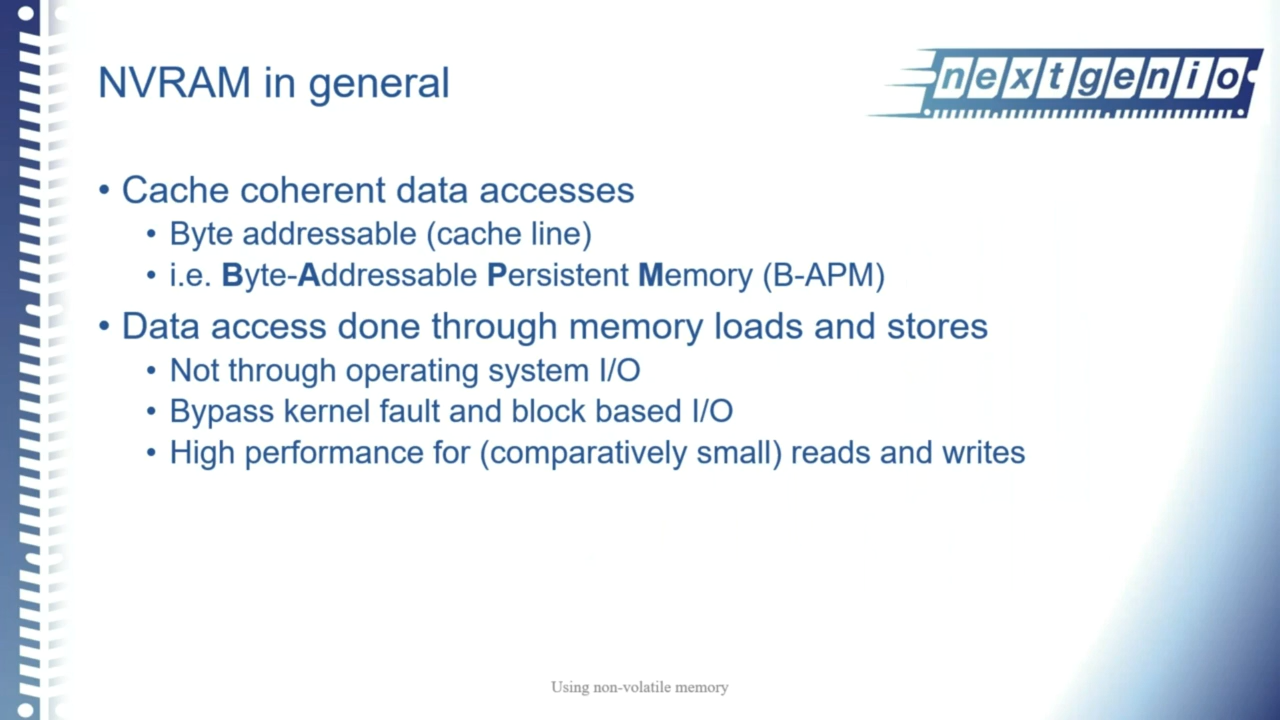 NVRAM in general
nextgenio
• Cache coherent data accesses
• Byte addressable (cache line)
• i.e. Byte-Addressable Persistent Memory (B-APM)
• Data access done through memory loads and stores
• Not through operating system I/O
• Bypass kernel fault and block based I/O
• High performance for (comparatively small) reads and writes
Using non-volatile memory